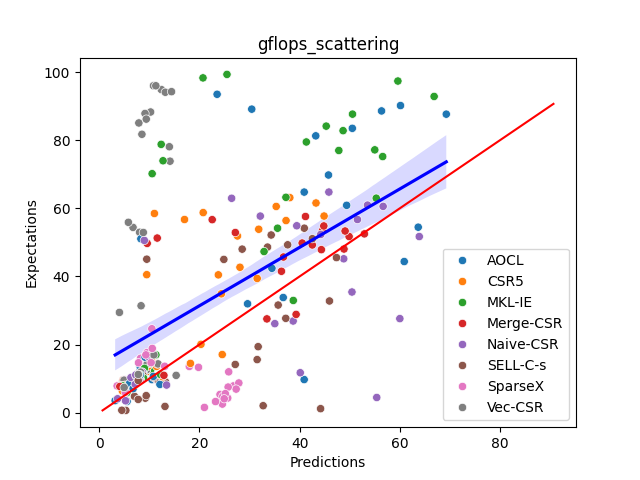 gflops_scattering
100
80
60
40
20
0
Expectations
0 20 40 60 80
Predictions
AOCL
CSR5
MKL-IE
Merge-CSR
Naive-CSR
SELL-C-s
SparseX
Vec-CSR